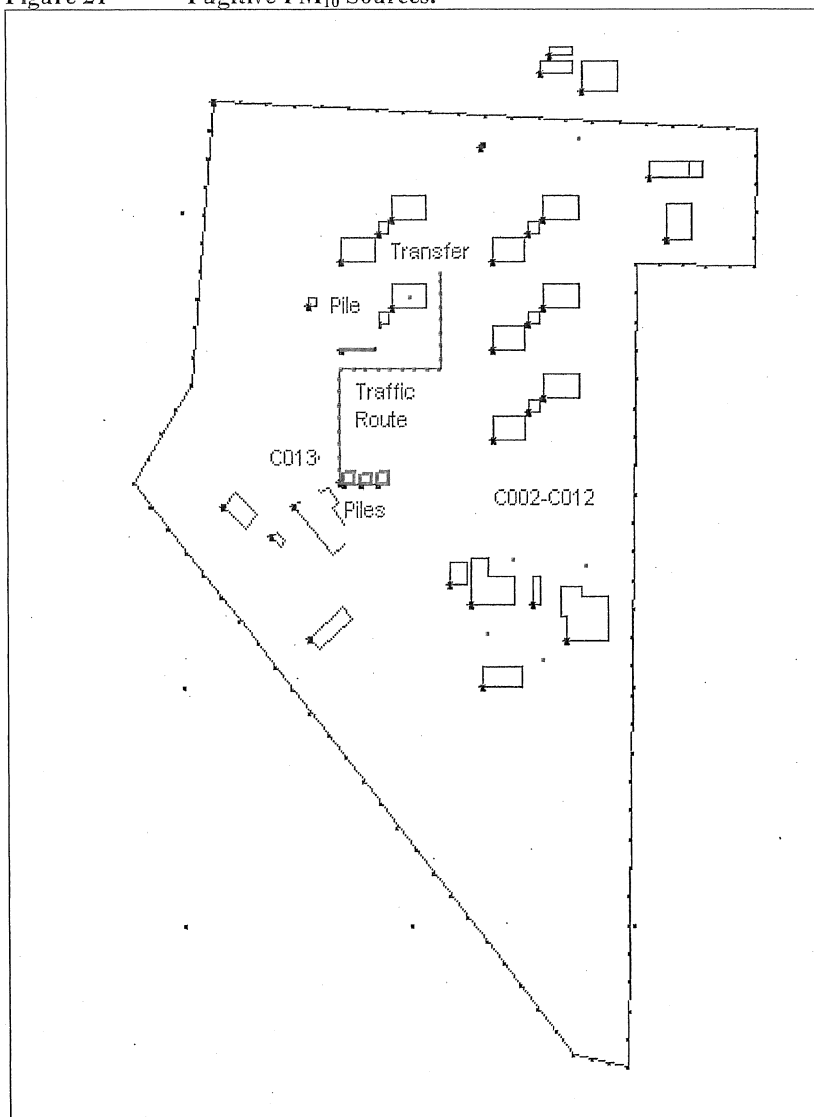 Figure 21 Fugitive PM₁₀ Sources.
Transfer
Pile
Traffic
Route
C013
Piles
C002-C012